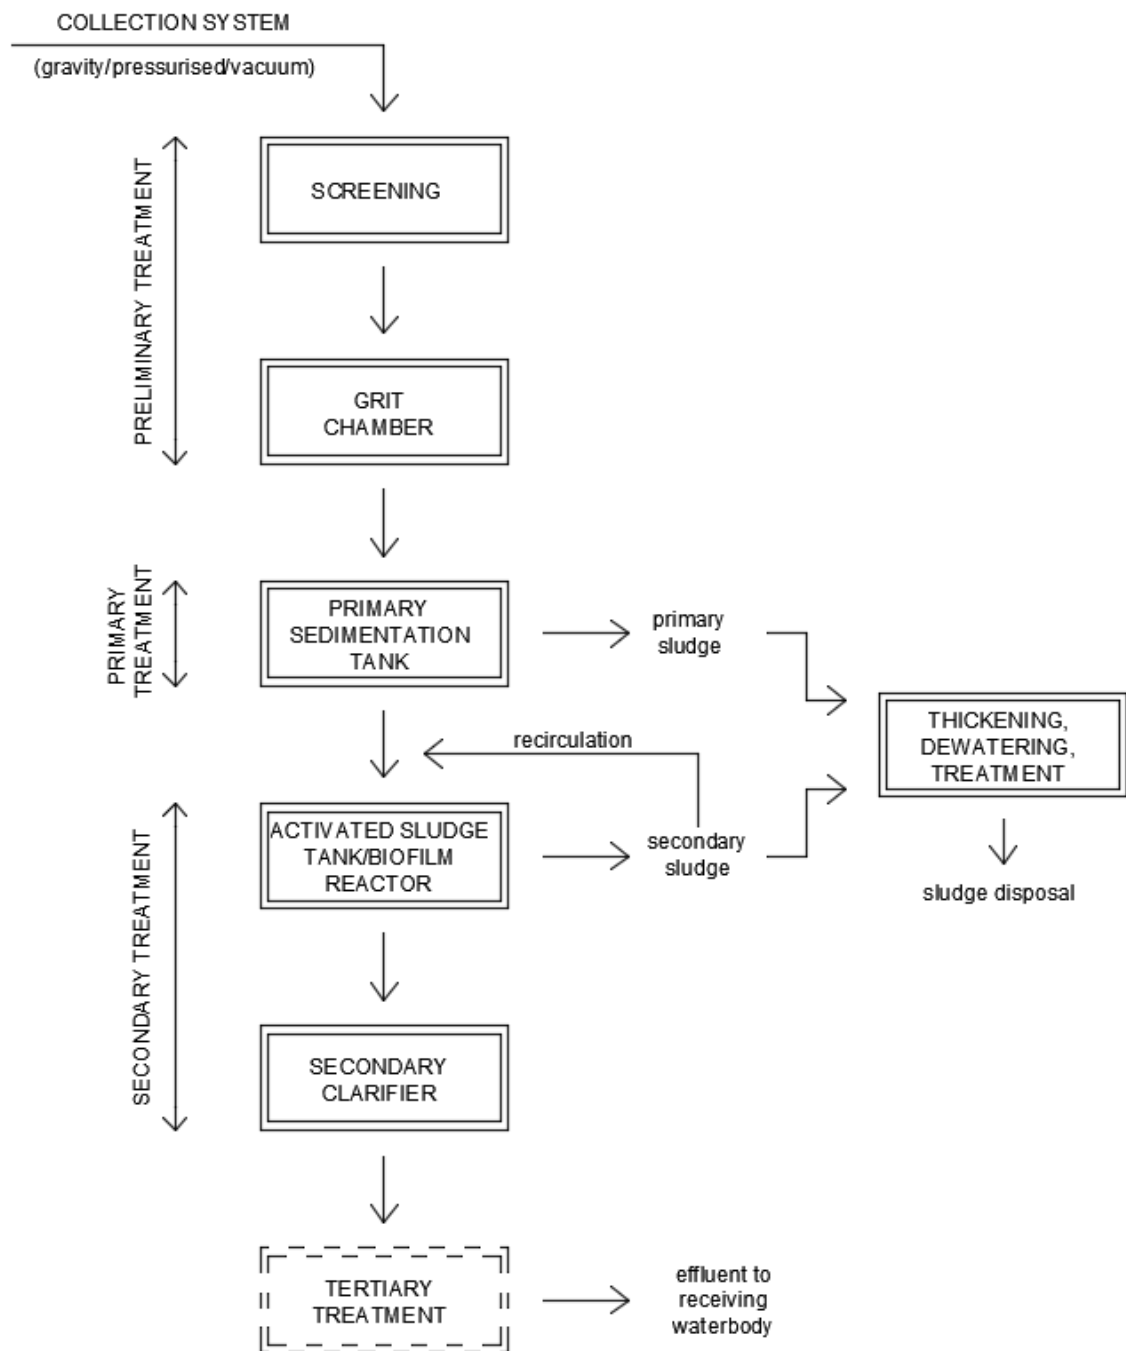 COLLECTION SYSTEM
(gravity/pressurised/vacuum)
PRELIMINARY TREATMENT
SCREENING
GRIT
CHAMBER
PRIMARY
TREATMENT
PRIMARY
SEDIMENTATION
TANK
primary
sludge
THICKENING,
DEWATERING,
TREATMENT
recirculation
SECONDARY TREATMENT
ACTIVATED SLUDGE
TANK/BIOFILM
REACTOR
secondary
sludge
sludge disposal
SECONDARY
CLARIFIER
TERTIARY
TREATMENT
effluent to
receiving
waterbody